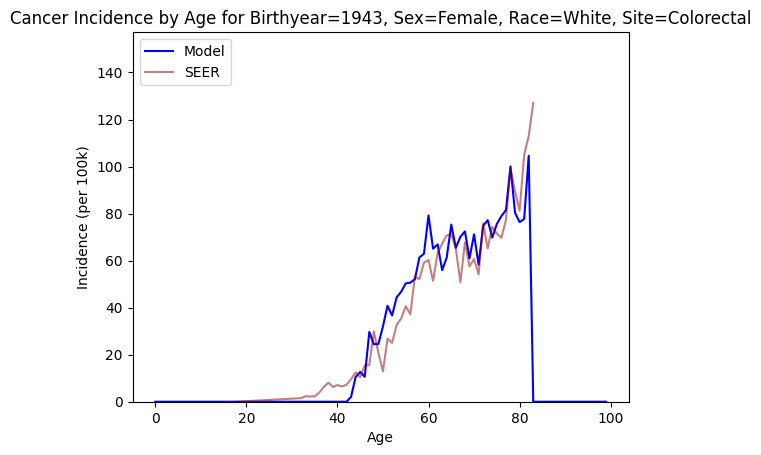 Cancer Incidence by Age for Birthyear=1943, Sex=Female, Race=White, Site=Colorectal
Model
SEER
140
120
100
80
60
40
20
0
Incidence (per 100k)
0 20 40 60 80 100
Age